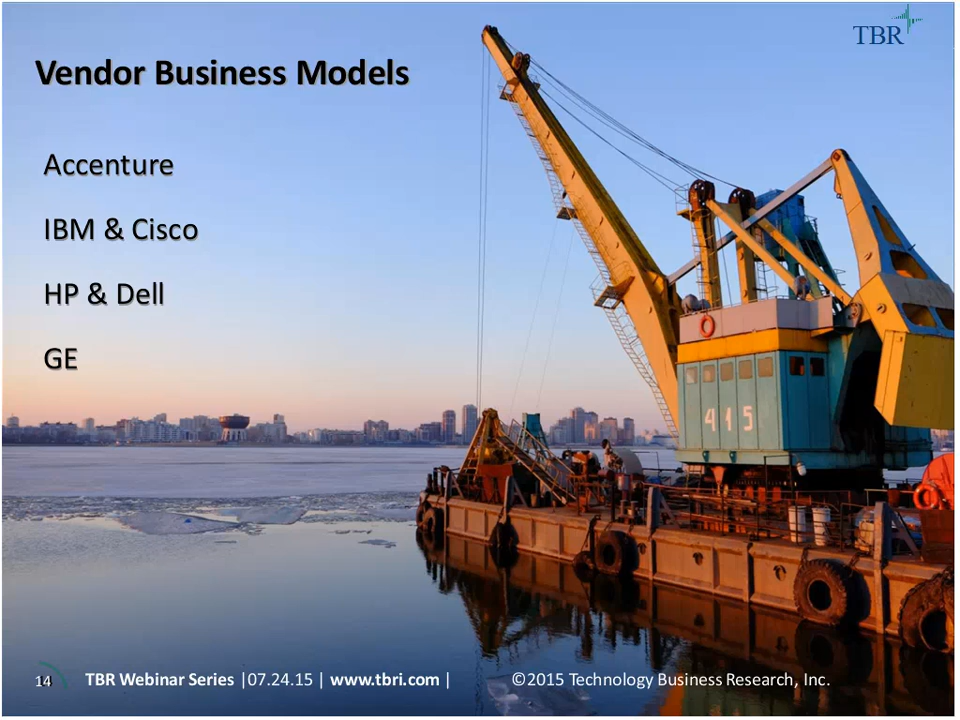 TBR
Vendor Business Models
Accenture
IBM & Cisco
HP & Dell
GE
415
14 TBR Webinar Series |07.24.15 | www.tbri.com | ©2015 Technology Business Research, Inc.